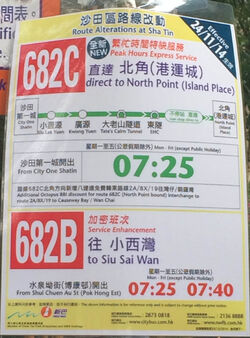 沙田區路線改動
Route Alterations at Sha Tin
24/11/14
全新
NEW
繁忙時間特快服務
Peak Hours Express Service
682C
直達 北角(港運城)
direct to North Point (Island Place)
沙田
第一城
City One
Shatin
小瀝源
Siu Lek Yuen
廣源
Kwong Yuen
大老山隧道
Tate's Cairn Tunnel
東隧
EHC
北角
(港運城)
North Point
(Island Place)
沙田第一城開出
From City One Shatin
星期一至五(公眾假期除外) Mon - Fri (except Public Holiday)
07:25
682B
加密班次
Service Enhancement
往 小西灣
to Siu Sai Wan
星期一至五(公眾假期除外) Mon - Fri (except Public Holiday)
水泉坳街(博康邨)開出
From Shui Chuen Au St (Pok Hong Est)
07:25 07:40
2873 0818
www.citybus.com.hk
2136 8888
www.nwfb.com.hk